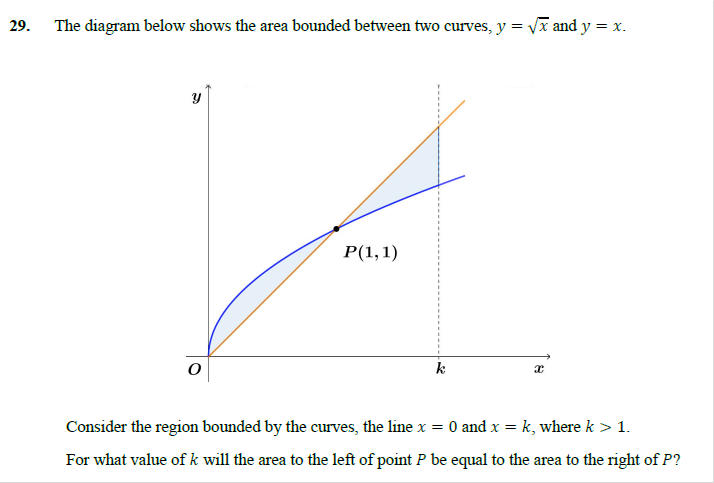 29. The diagram below shows the area bounded between two curves, y = √x and y = x.
y
P(1,1)
O
k
x
Consider the region bounded by the curves, the line x = 0 and x = k, where k > 1.
For what value of k will the area to the left of point P be equal to the area to the right of P?